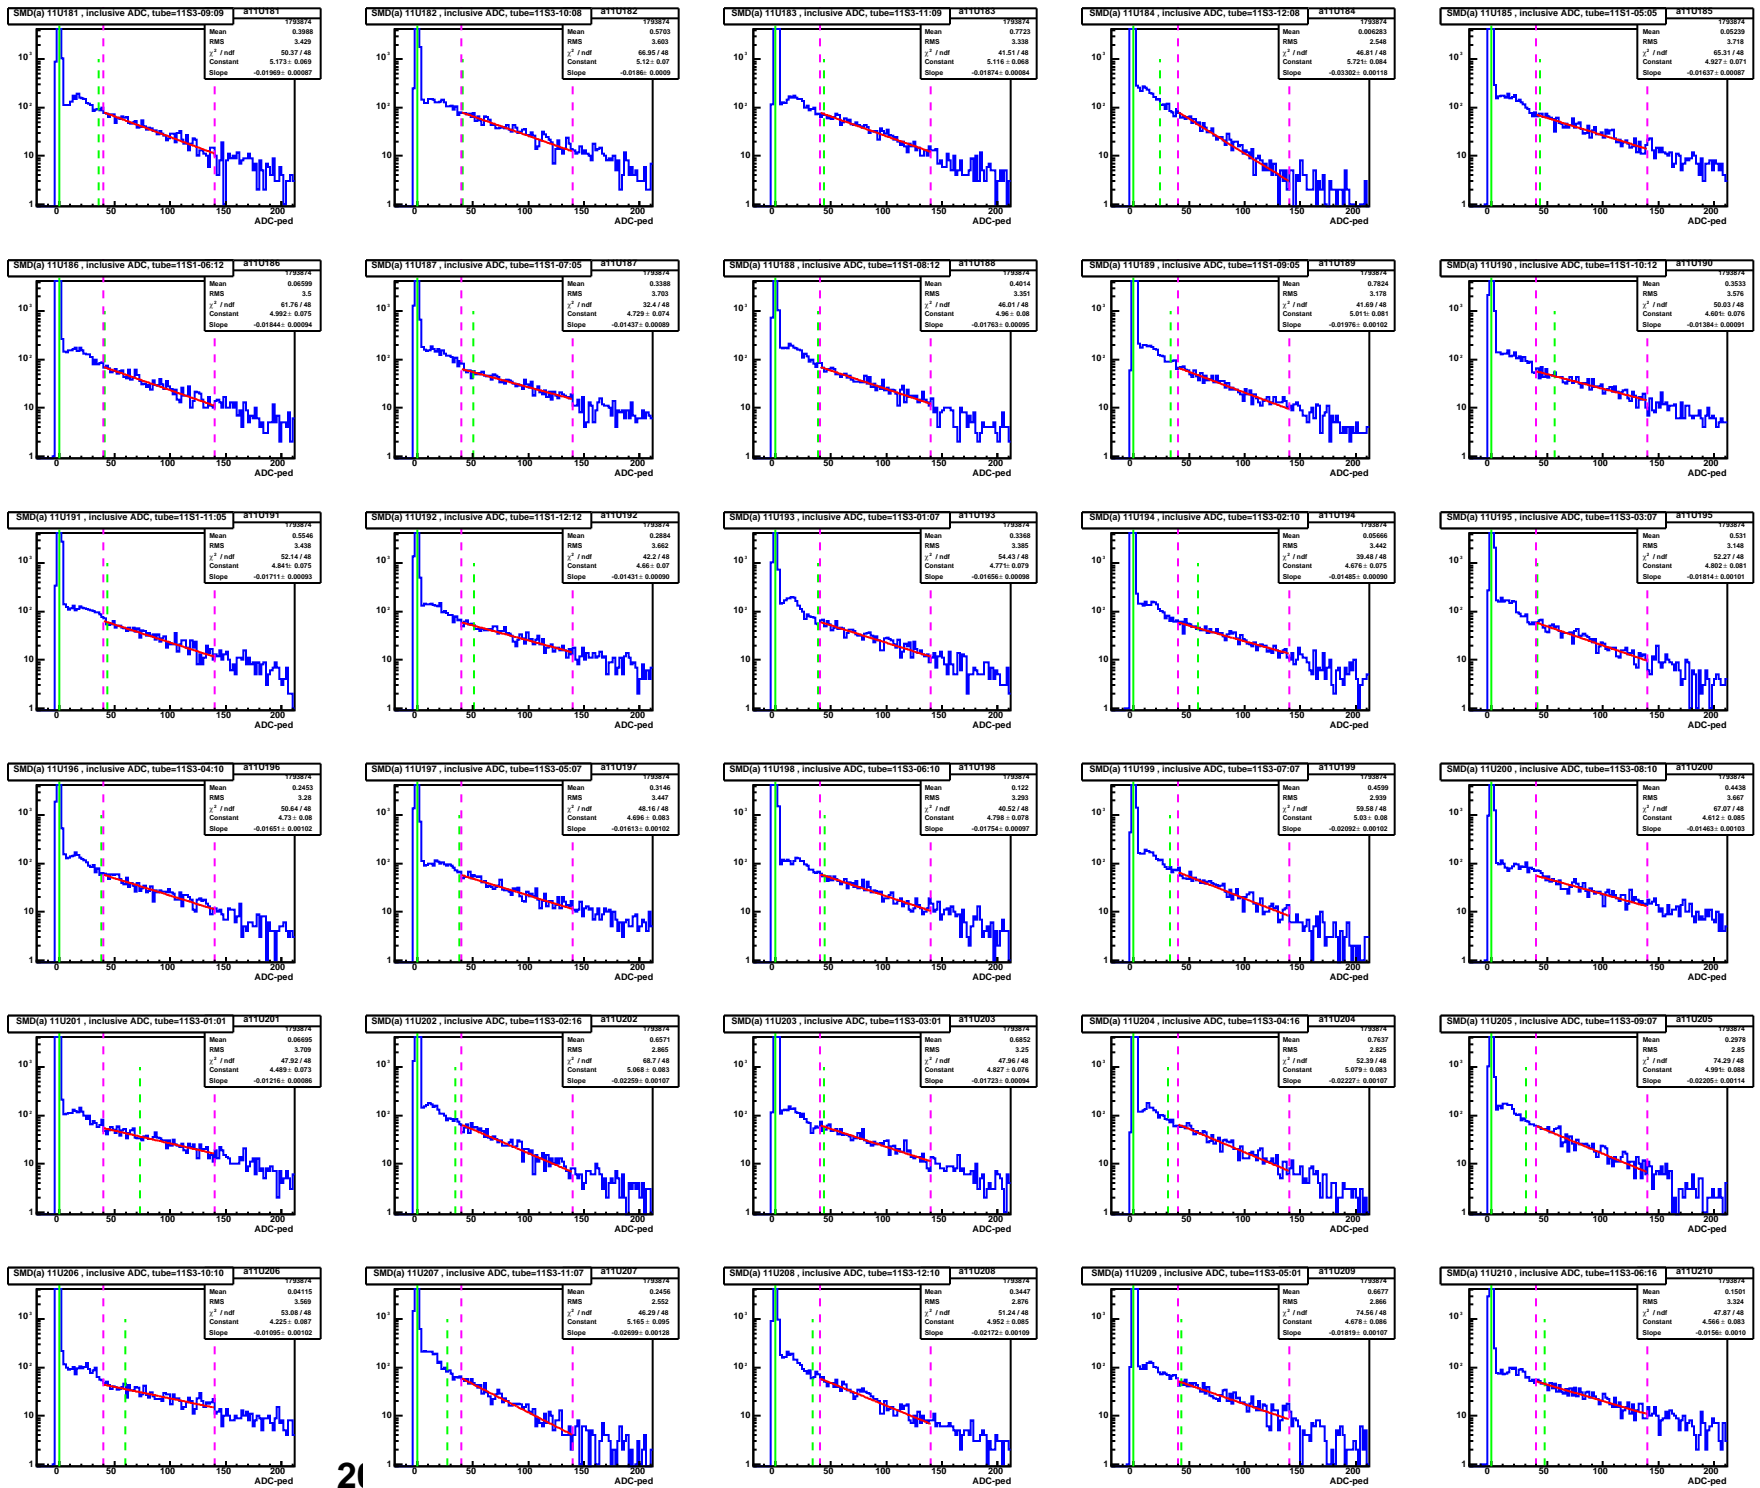 SMD(a) 11U181 , inclusive ADC, tube=11S3-09:09 a11U181
1793874
Mean 0.3988
RMS 3.429
χ² / ndf 50.37 / 48
Constant 5.173 ± 0.069
Slope -0.01969 ± 0.00087
ADC-ped
SMD(a) 11U182 , inclusive ADC, tube=11S3-10:08 a11U182
1793874
Mean 0.5703
RMS 3.603
χ² / ndf 66.95 / 48
Constant 5.12 ± 0.07
Slope -0.0186 ± 0.0009
ADC-ped
SMD(a) 11U183 , inclusive ADC, tube=11S3-11:09 a11U183
1793874
Mean 0.7723
RMS 3.338
χ² / ndf 41.51 / 48
Constant 5.116 ± 0.068
Slope -0.01874 ± 0.00084
ADC-ped
SMD(a) 11U184 , inclusive ADC, tube=11S3-12:08 a11U184
1793874
Mean 0.006283
RMS 2.548
χ² / ndf 46.81 / 48
Constant 5.721 ± 0.084
Slope -0.03302 ± 0.00118
ADC-ped
SMD(a) 11U185 , inclusive ADC, tube=11S1-05:05 a11U185
1793874
Mean 0.05239
RMS 3.718
χ² / ndf 65.31 / 48
Constant 4.927 ± 0.071
Slope -0.01637 ± 0.00087
ADC-ped
SMD(a) 11U186 , inclusive ADC, tube=11S1-06:12 a11U186
1793874
Mean 0.06599
RMS 3.5
χ² / ndf 61.76 / 48
Constant 4.992 ± 0.075
Slope -0.01844 ± 0.00094
ADC-ped
SMD(a) 11U187 , inclusive ADC, tube=11S1-07:05 a11U187
1793874
Mean 0.3388
RMS 3.703
χ² / ndf 32.4 / 48
Constant 4.729 ± 0.074
Slope -0.01437 ± 0.00089
ADC-ped
SMD(a) 11U188 , inclusive ADC, tube=11S1-08:12 a11U188
1793874
Mean 0.4014
RMS 3.351
χ² / ndf 46.01 / 48
Constant 4.96 ± 0.08
Slope -0.01763 ± 0.00095
ADC-ped
SMD(a) 11U189 , inclusive ADC, tube=11S1-09:05 a11U189
1793874
Mean 0.7824
RMS 3.178
χ² / ndf 41.69 / 48
Constant 5.011 ± 0.081
Slope -0.01976 ± 0.00102
ADC-ped
SMD(a) 11U190 , inclusive ADC, tube=11S1-10:12 a11U190
1793874
Mean 0.3533
RMS 3.576
χ² / ndf 50.03 / 48
Constant 4.601 ± 0.076
Slope -0.01384 ± 0.00091
ADC-ped
SMD(a) 11U191 , inclusive ADC, tube=11S1-11:05 a11U191
1793874
Mean 0.5546
RMS 3.438
χ² / ndf 52.14 / 48
Constant 4.841 ± 0.075
Slope -0.01711 ± 0.00093
ADC-ped
SMD(a) 11U192 , inclusive ADC, tube=11S1-12:12 a11U192
1793874
Mean 0.2884
RMS 3.662
χ² / ndf 42.2 / 48
Constant 4.66 ± 0.07
Slope -0.01431 ± 0.00090
ADC-ped
SMD(a) 11U193 , inclusive ADC, tube=11S3-01:07 a11U193
1793874
Mean 0.3368
RMS 3.385
χ² / ndf 54.43 / 48
Constant 4.771 ± 0.079
Slope -0.01656 ± 0.00098
ADC-ped
SMD(a) 11U194 , inclusive ADC, tube=11S3-02:10 a11U194
1793874
Mean 0.05666
RMS 3.442
χ² / ndf 39.48 / 48
Constant 4.676 ± 0.075
Slope -0.01485 ± 0.00090
ADC-ped
SMD(a) 11U195 , inclusive ADC, tube=11S3-03:07 a11U195
1793874
Mean 0.531
RMS 3.148
χ² / ndf 52.27 / 48
Constant 4.802 ± 0.081
Slope -0.01814 ± 0.00101
ADC-ped
SMD(a) 11U196 , inclusive ADC, tube=11S3-04:10 a11U196
1793874
Mean 0.2453
RMS 3.28
χ² / ndf 50.64 / 48
Constant 4.73 ± 0.08
Slope -0.01651 ± 0.00102
ADC-ped
SMD(a) 11U197 , inclusive ADC, tube=11S3-05:07 a11U197
1793874
Mean 0.3146
RMS 3.447
χ² / ndf 48.16 / 48
Constant 4.696 ± 0.083
Slope -0.01613 ± 0.00102
ADC-ped
SMD(a) 11U198 , inclusive ADC, tube=11S3-06:10 a11U198
1793874
Mean 0.122
RMS 3.293
χ² / ndf 40.52 / 48
Constant 4.798 ± 0.078
Slope -0.01754 ± 0.00097
ADC-ped
SMD(a) 11U199 , inclusive ADC, tube=11S3-07:07 a11U199
1793874
Mean 0.4599
RMS 2.939
χ² / ndf 59.58 / 48
Constant 5.03 ± 0.08
Slope -0.02092 ± 0.00102
ADC-ped
SMD(a) 11U200 , inclusive ADC, tube=11S3-08:10 a11U200
1793874
Mean 0.4438
RMS 3.667
χ² / ndf 67.07 / 48
Constant 4.612 ± 0.085
Slope -0.01463 ± 0.00103
ADC-ped
SMD(a) 11U201 , inclusive ADC, tube=11S3-01:01 a11U201
1793874
Mean 0.06695
RMS 3.709
χ² / ndf 47.92 / 48
Constant 4.489 ± 0.073
Slope -0.01216 ± 0.00086
ADC-ped
SMD(a) 11U202 , inclusive ADC, tube=11S3-02:16 a11U202
1793874
Mean 0.6571
RMS 2.865
χ² / ndf 68.7 / 48
Constant 5.068 ± 0.083
Slope -0.02259 ± 0.00107
ADC-ped
SMD(a) 11U203 , inclusive ADC, tube=11S3-03:01 a11U203
1793874
Mean 0.6852
RMS 3.25
χ² / ndf 47.96 / 48
Constant 4.827 ± 0.076
Slope -0.01723 ± 0.00094
ADC-ped
SMD(a) 11U204 , inclusive ADC, tube=11S3-04:16 a11U204
1793874
Mean 0.7637
RMS 2.825
χ² / ndf 52.39 / 48
Constant 5.079 ± 0.083
Slope -0.02227 ± 0.00107
ADC-ped
SMD(a) 11U205 , inclusive ADC, tube=11S3-09:07 a11U205
1793874
Mean 0.2978
RMS 2.85
χ² / ndf 74.29 / 48
Constant 4.991 ± 0.088
Slope -0.02205 ± 0.00114
ADC-ped
SMD(a) 11U206 , inclusive ADC, tube=11S3-10:10 a11U206
1793874
Mean 0.04115
RMS 3.569
χ² / ndf 53.08 / 48
Constant 4.225 ± 0.087
Slope -0.01095 ± 0.00102
ADC-ped
SMD(a) 11U207 , inclusive ADC, tube=11S3-11:07 a11U207
1793874
Mean 0.2456
RMS 2.552
χ² / ndf 46.29 / 48
Constant 5.165 ± 0.095
Slope -0.02699 ± 0.00128
ADC-ped
SMD(a) 11U208 , inclusive ADC, tube=11S3-12:10 a11U208
1793874
Mean 0.3447
RMS 2.876
χ² / ndf 51.24 / 48
Constant 4.952 ± 0.085
Slope -0.02172 ± 0.00109
ADC-ped
SMD(a) 11U209 , inclusive ADC, tube=11S3-05:01 a11U209
1793874
Mean 0.6677
RMS 2.866
χ² / ndf 74.56 / 48
Constant 4.678 ± 0.086
Slope -0.01819 ± 0.00107
ADC-ped
SMD(a) 11U210 , inclusive ADC, tube=11S3-06:16 a11U210
1793874
Mean 0.1501
RMS 3.324
χ² / ndf 47.87 / 48
Constant 4.566 ± 0.083
Slope -0.0156 ± 0.0010
ADC-ped